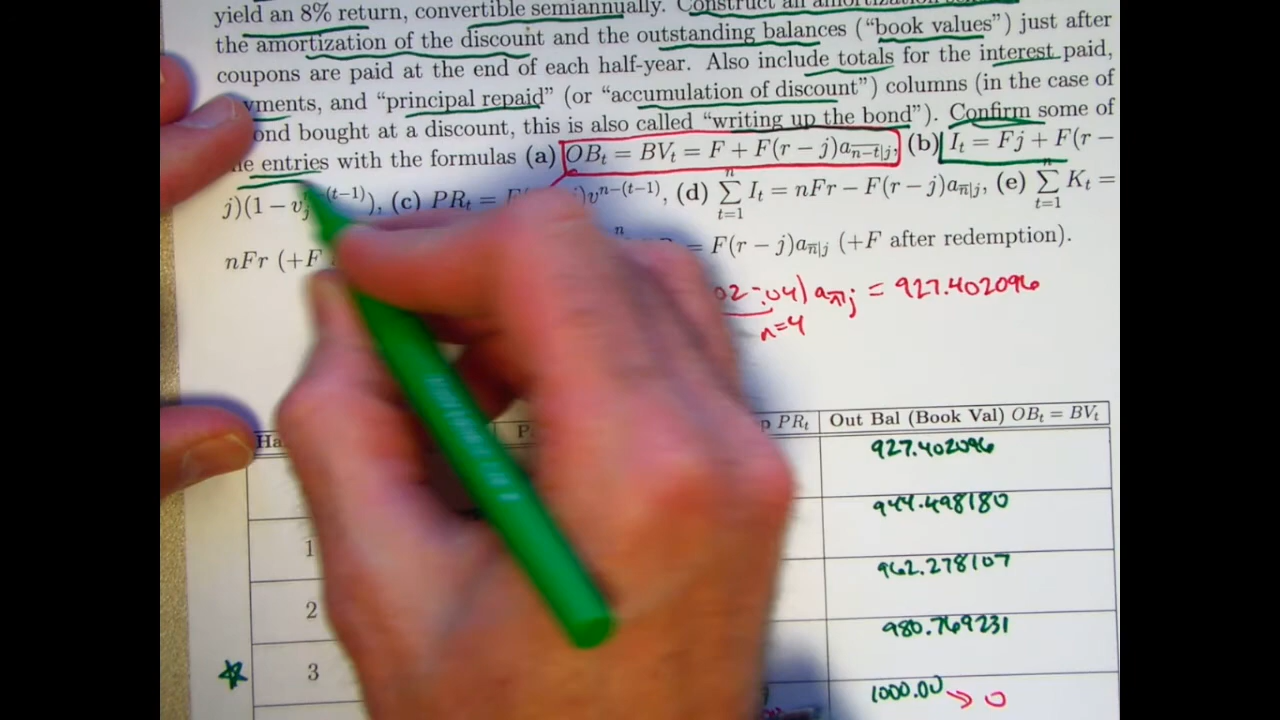 yield an 8% return, convertible semiannually. Construct an amortization
the amortization of the discount and the outstanding balances (“book values”) just after
coupons are paid at the end of each half-year. Also include totals for the interest paid,
yments, and “principal repaid” (or “accumulation of discount”) columns (in the case of
ond bought at a discount, this is also called “writing up the bond”). Confirm some of
e entries with the formulas (a) OB_t = BV_t = F + F(r − j)a_{\overline{n−t}|j}, (b) I_t = Fj + F(r −
j)(1 − v_j (t−1)), (c) PR_t = F j)v^{n−(t−1)}, (d) \sum_{t=1}^{n} I_t = nFr − F(r − j)a_{\overline{n}|j}, (e) \sum_{t=1}^{n} K_t =
nFr (+F n = F(r − j)a_{\overline{n}|j} (+F after redemption).
02 − .04) a_{\overline{n}|j} = 927.402096
n=4
Ha P p PR_t Out Bal (Book Val) OB_t = BV_t
927.402096
1 944.498180
2 962.278107
3 980.769231
1000.00 → 0